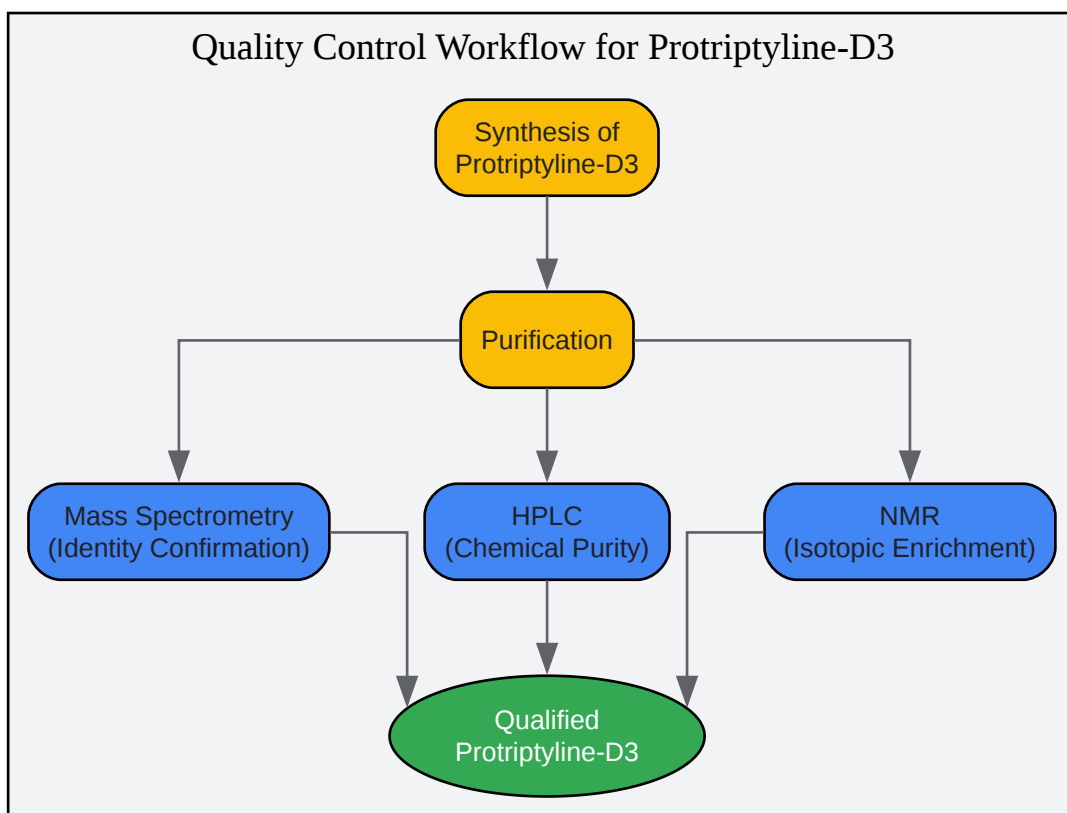 Quality Control Workflow for Protriptyline-D3
Synthesis of
Protriptyline-D3
Purification
Mass Spectrometry
(Identity Confirmation)
HPLC
(Chemical Purity)
NMR
(Isotopic Enrichment)
Qualified
Protriptyline-D3